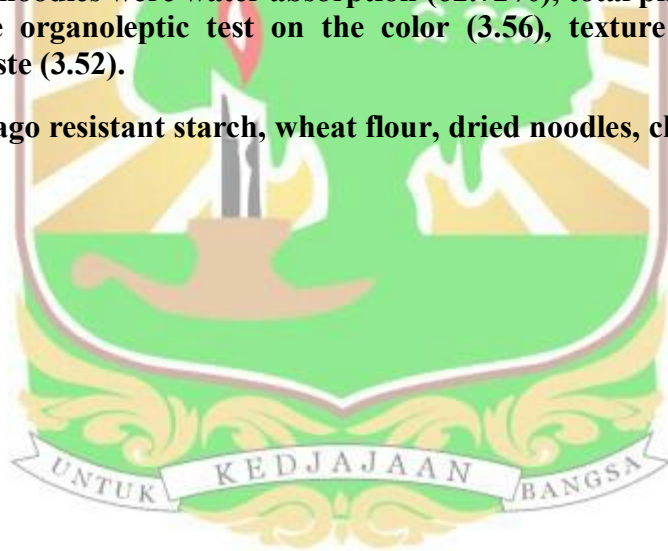 noodles were water absorption
organoleptic test on the color (3.56), texture
ste (3.52).
ago resistant starch, wheat flour, dried noodles,
UNTUK KEDJAJAAN BANGSA